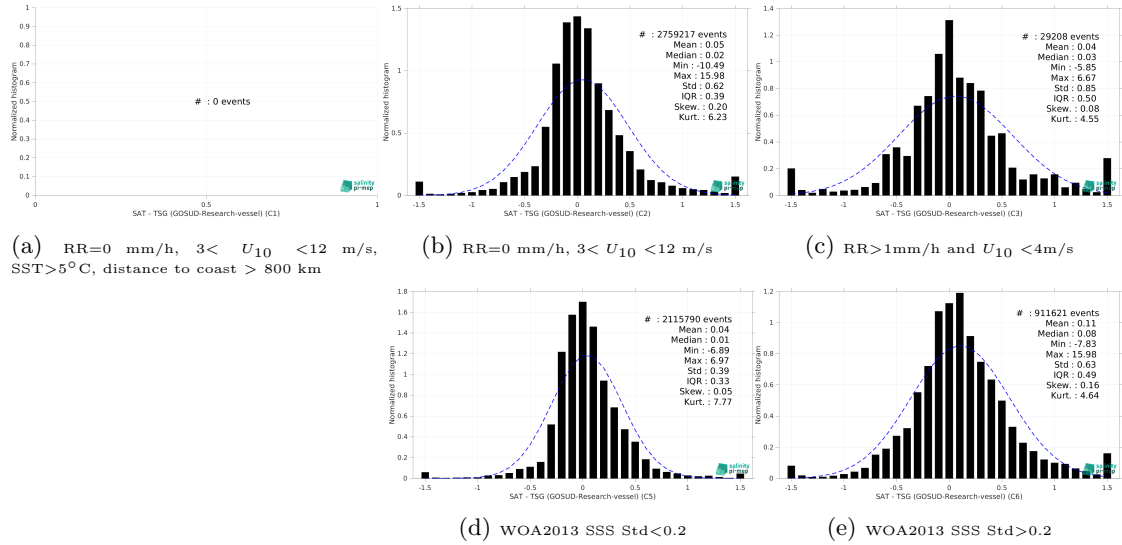 1
0.9
0.8
0.7
0.6
0.5
0.4
0.3
0.2
0.1
0
Normalized histogram
# : 0 events
salinity
pi-mep
0 0.5 1
SAT - TSG (GOSUD-Research-vessel) (C1)
(a) RR=0 mm/h, 3< U10 <12 m/s,
SST>5°C, distance to coast > 800 km
1.5
1
0.5
0
Normalized histogram
# : 2759217 events
Mean : 0.05
Median : 0.02
Min : -10.49
Max : 15.98
Std : 0.62
IQR : 0.39
Skew. : 0.20
Kurt. : 6.23
salinity
pi-mep
-1.5 -1 -0.5 0 0.5 1 1.5
SAT - TSG (GOSUD-Research-vessel) (C2)
(b) RR=0 mm/h, 3< U10 <12 m/s
1.4
1.2
1
0.8
0.6
0.4
0.2
0
Normalized histogram
# : 29208 events
Mean : 0.04
Median : 0.03
Min : -5.85
Max : 6.67
Std : 0.85
IQR : 0.50
Skew. : 0.08
Kurt. : 4.55
salinity
pi-mep
-1.5 -1 -0.5 0 0.5 1 1.5
SAT - TSG (GOSUD-Research-vessel) (C3)
(c) RR>1mm/h and U10 <4m/s
1.8
1.6
1.4
1.2
1
0.8
0.6
0.4
0.2
0
Normalized histogram
# : 2115790 events
Mean : 0.04
Median : 0.01
Min : -6.89
Max : 6.97
Std : 0.39
IQR : 0.33
Skew. : 0.05
Kurt. : 7.77
salinity
pi-mep
-1.5 -1 -0.5 0 0.5 1 1.5
SAT - TSG (GOSUD-Research-vessel) (C5)
(d) WOA2013 SSS Std<0.2
1.2
1
0.8
0.6
0.4
0.2
0
Normalized histogram
# : 911621 events
Mean : 0.11
Median : 0.08
Min : -7.83
Max : 15.98
Std : 0.63
IQR : 0.49
Skew. : 0.16
Kurt. : 4.64
salinity
pi-mep
-1.5 -1 -0.5 0 0.5 1 1.5
SAT - TSG (GOSUD-Research-vessel) (C6)
(e) WOA2013 SSS Std>0.2